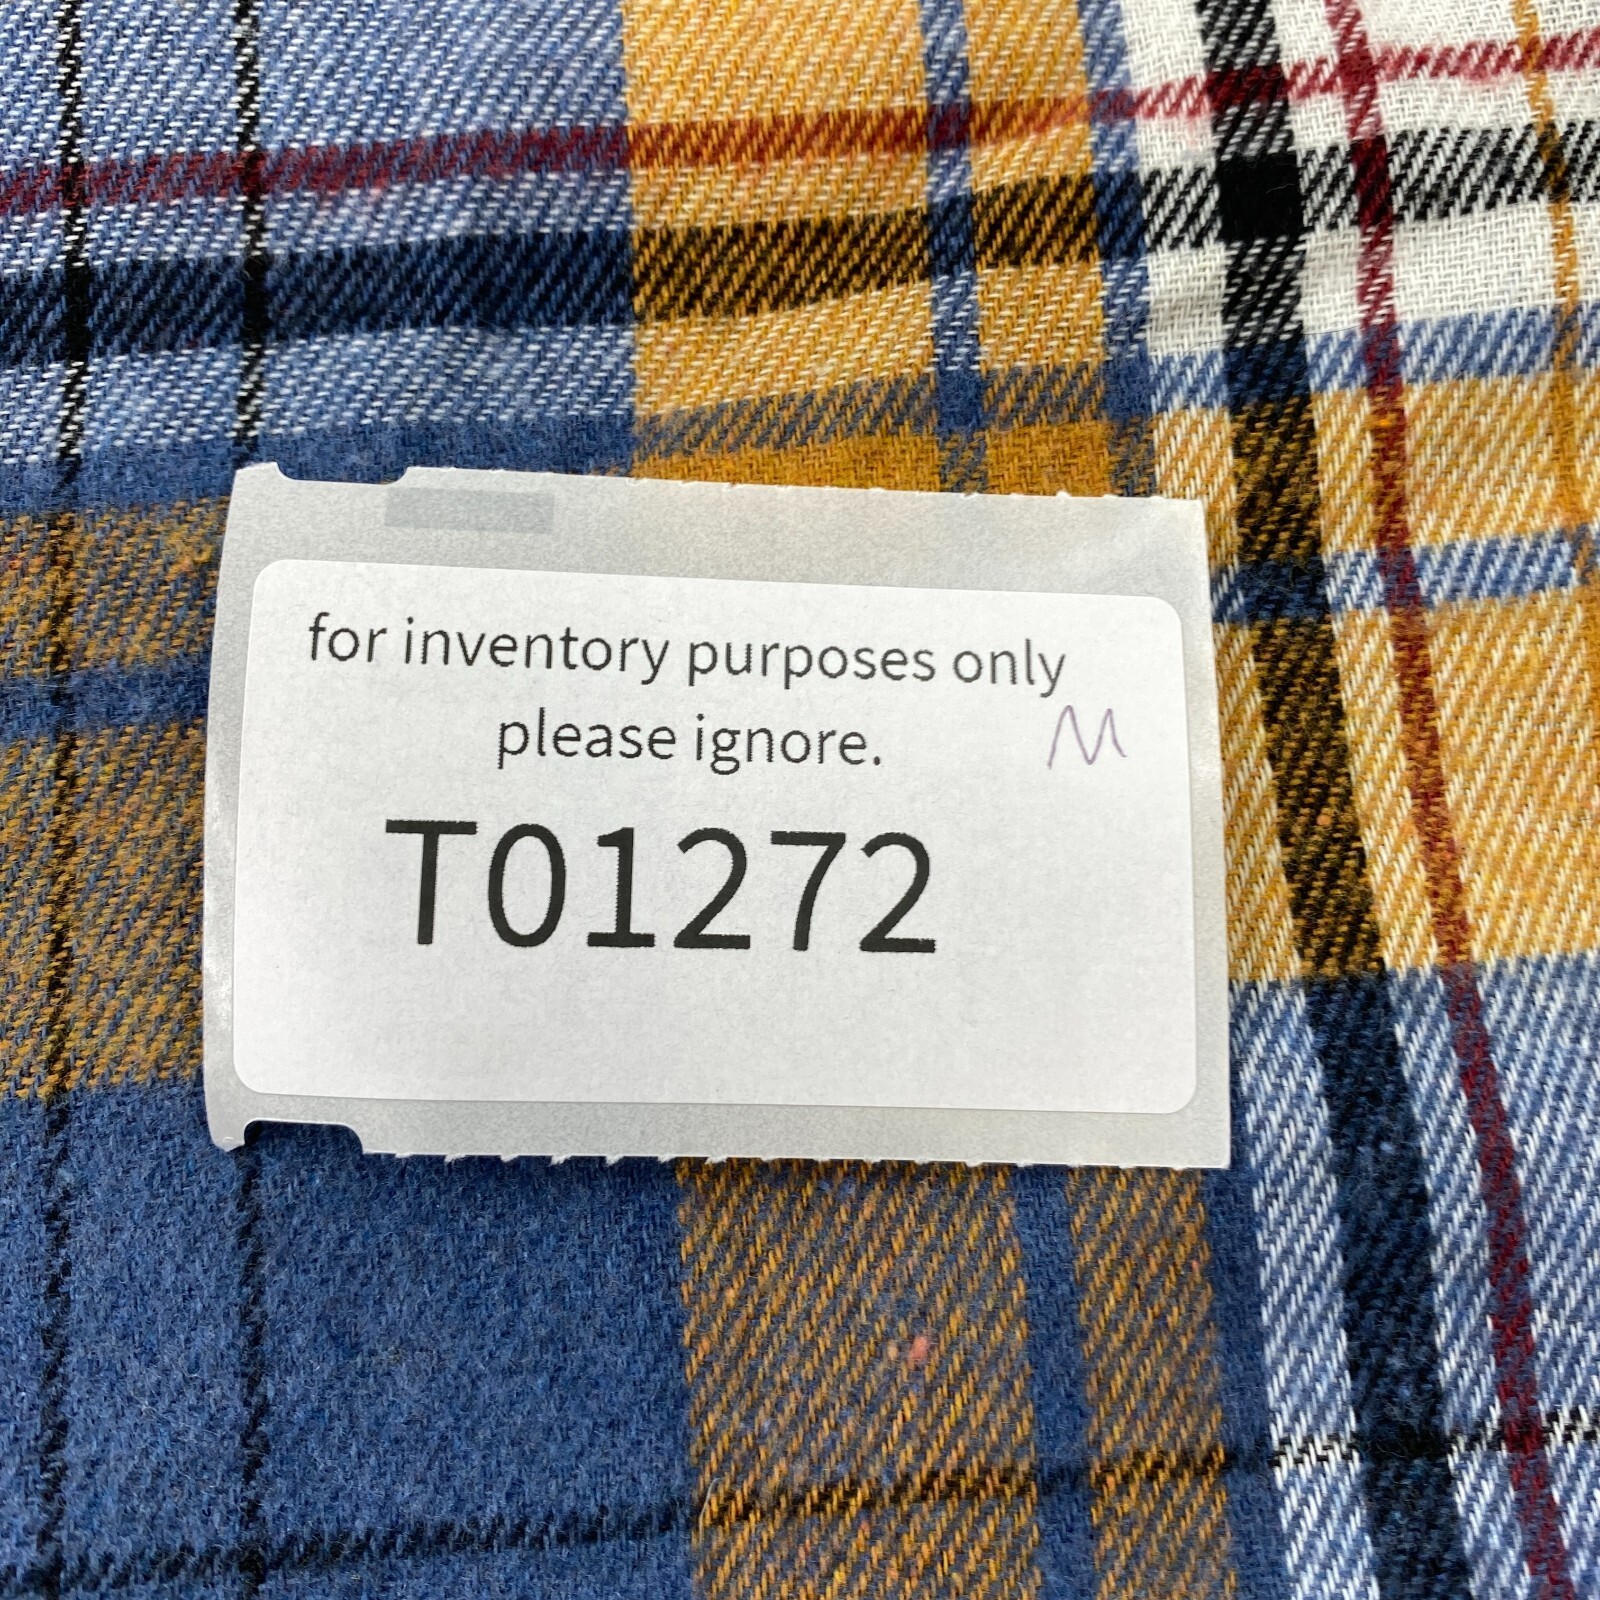 for inventory purposes only
please ignore. M
T01272